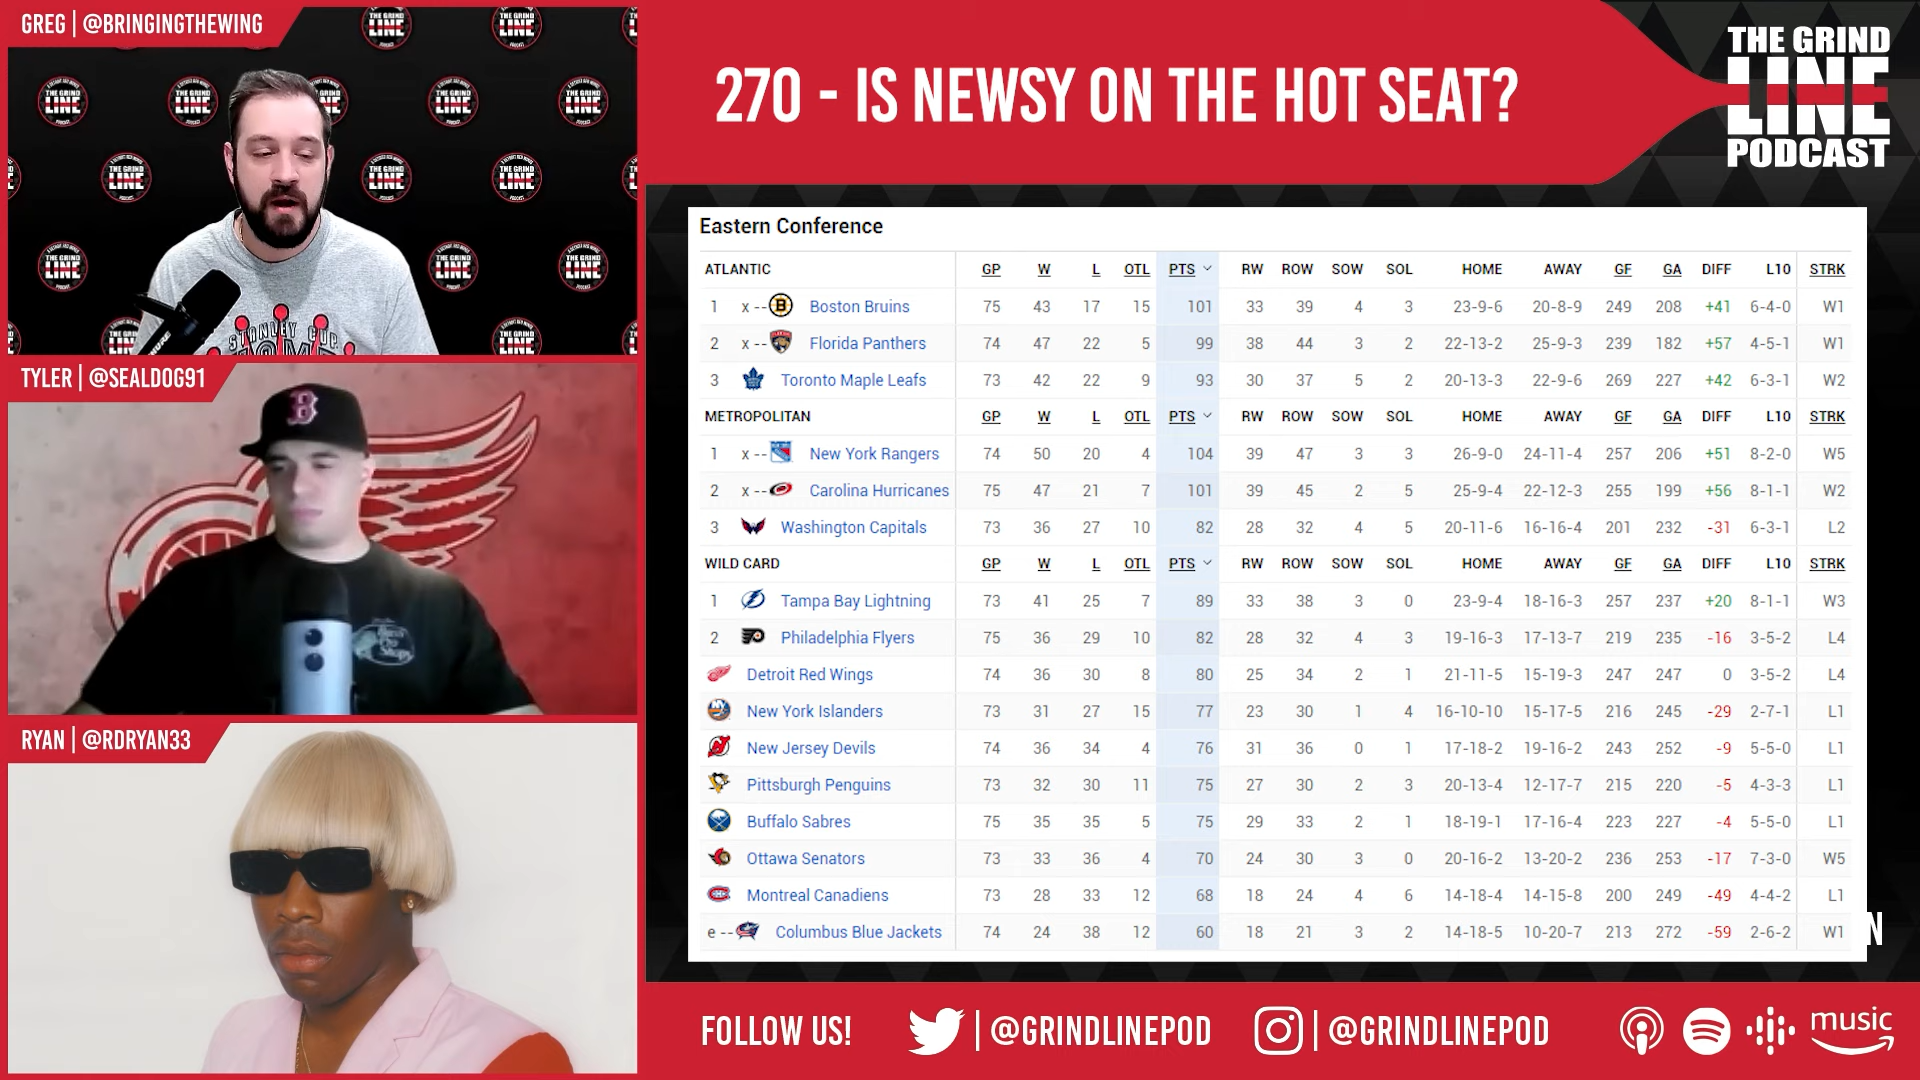 GREG | @BRINGINGTHEWING
TYLER | @SEALDOG91
RYAN | @RDRYAN33
270 - IS NEWSY ON THE HOT SEAT?
THE GRIND
LINE
PODCAST
Eastern Conference
ATLANTIC GP W L OTL PTS RW ROW SOW SOL HOME AWAY GF GA DIFF L10 STRK
1 x -- Boston Bruins 75 43 17 15 101 33 39 4 3 23-9-6 20-8-9 249 208 +41 6-4-0 W1
2 x -- Florida Panthers 74 47 22 5 99 38 44 3 2 22-13-2 25-9-3 239 182 +57 4-5-1 W1
3 Toronto Maple Leafs 73 42 22 9 93 30 37 5 2 20-13-3 22-9-6 269 227 +42 6-3-1 W2
METROPOLITAN GP W L OTL PTS RW ROW SOW SOL HOME AWAY GF GA DIFF L10 STRK
1 x -- New York Rangers 74 50 20 4 104 39 47 3 3 26-9-0 24-11-4 257 206 +51 8-2-0 W5
2 x -- Carolina Hurricanes 75 47 21 7 101 39 45 2 5 25-9-4 22-12-3 255 199 +56 8-1-1 W2
3 Washington Capitals 73 36 27 10 82 28 32 4 5 20-11-6 16-16-4 201 232 -31 6-3-1 L2
WILD CARD GP W L OTL PTS RW ROW SOW SOL HOME AWAY GF GA DIFF L10 STRK
1 Tampa Bay Lightning 73 41 25 7 89 33 38 3 0 23-9-4 18-16-3 257 237 +20 8-1-1 W3
2 Philadelphia Flyers 75 36 29 10 82 28 32 4 3 19-16-3 17-13-7 219 235 -16 3-5-2 L4
Detroit Red Wings 74 36 30 8 80 25 34 2 1 21-11-5 15-19-3 247 247 0 3-5-2 L4
New York Islanders 73 31 27 15 77 23 30 1 4 16-10-10 15-17-5 216 245 -29 2-7-1 L1
New Jersey Devils 74 36 34 4 76 31 36 0 1 17-18-2 19-16-2 243 252 -9 5-5-0 L1
Pittsburgh Penguins 73 32 30 11 75 27 30 2 3 20-13-4 12-17-7 215 220 -5 4-3-3 L1
Buffalo Sabres 75 35 35 5 75 29 33 2 1 18-19-1 17-16-4 223 227 -4 5-5-0 L1
Ottawa Senators 73 33 36 4 70 24 30 3 0 20-16-2 13-20-2 236 253 -17 7-3-0 W5
Montreal Canadiens 73 28 33 12 68 18 24 4 6 14-18-4 14-15-8 200 249 -49 4-4-2 L1
e -- Columbus Blue Jackets 74 24 38 12 60 18 21 3 2 14-18-5 10-20-7 213 272 -59 2-6-2 W1
N
FOLLOW US! | @GRINDLINEPOD | @GRINDLINEPOD music